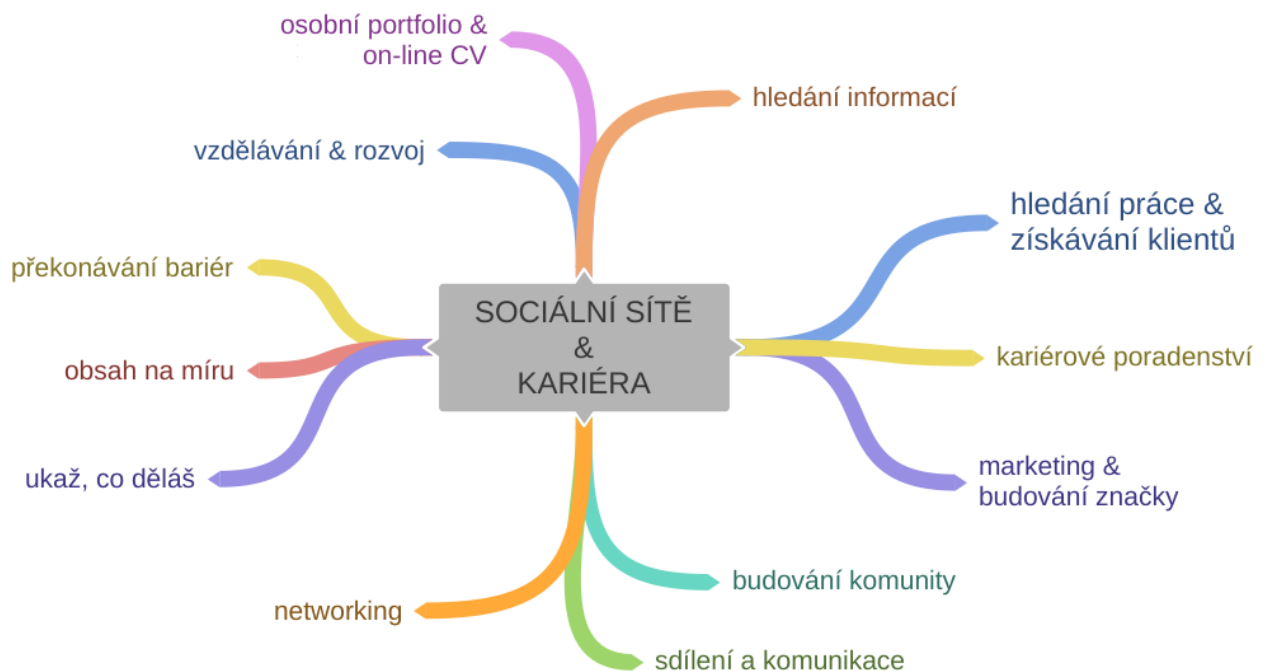 osobní portfolio &
on-line CV
hledání informací
vzdělávání & rozvoj
hledání práce &
získávání klientů
překonávání bariér
SOCIÁLNÍ SÍTĚ
&
KARIÉRA
kariérové poradenství
obsah na míru
ukaž, co děláš
marketing &
budování značky
budování komunity
networking
sdílení a komunikace